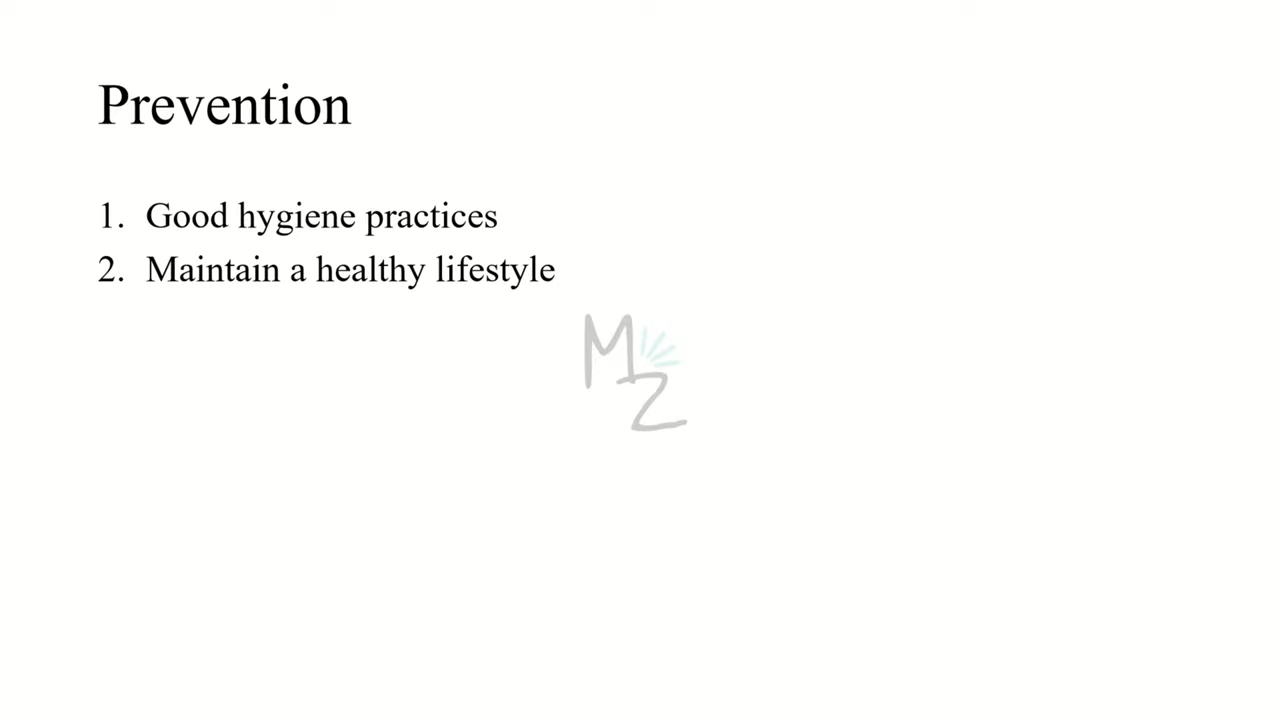 Prevention
1. Good hygiene practices
2. Maintain a healthy lifestyle
MZ